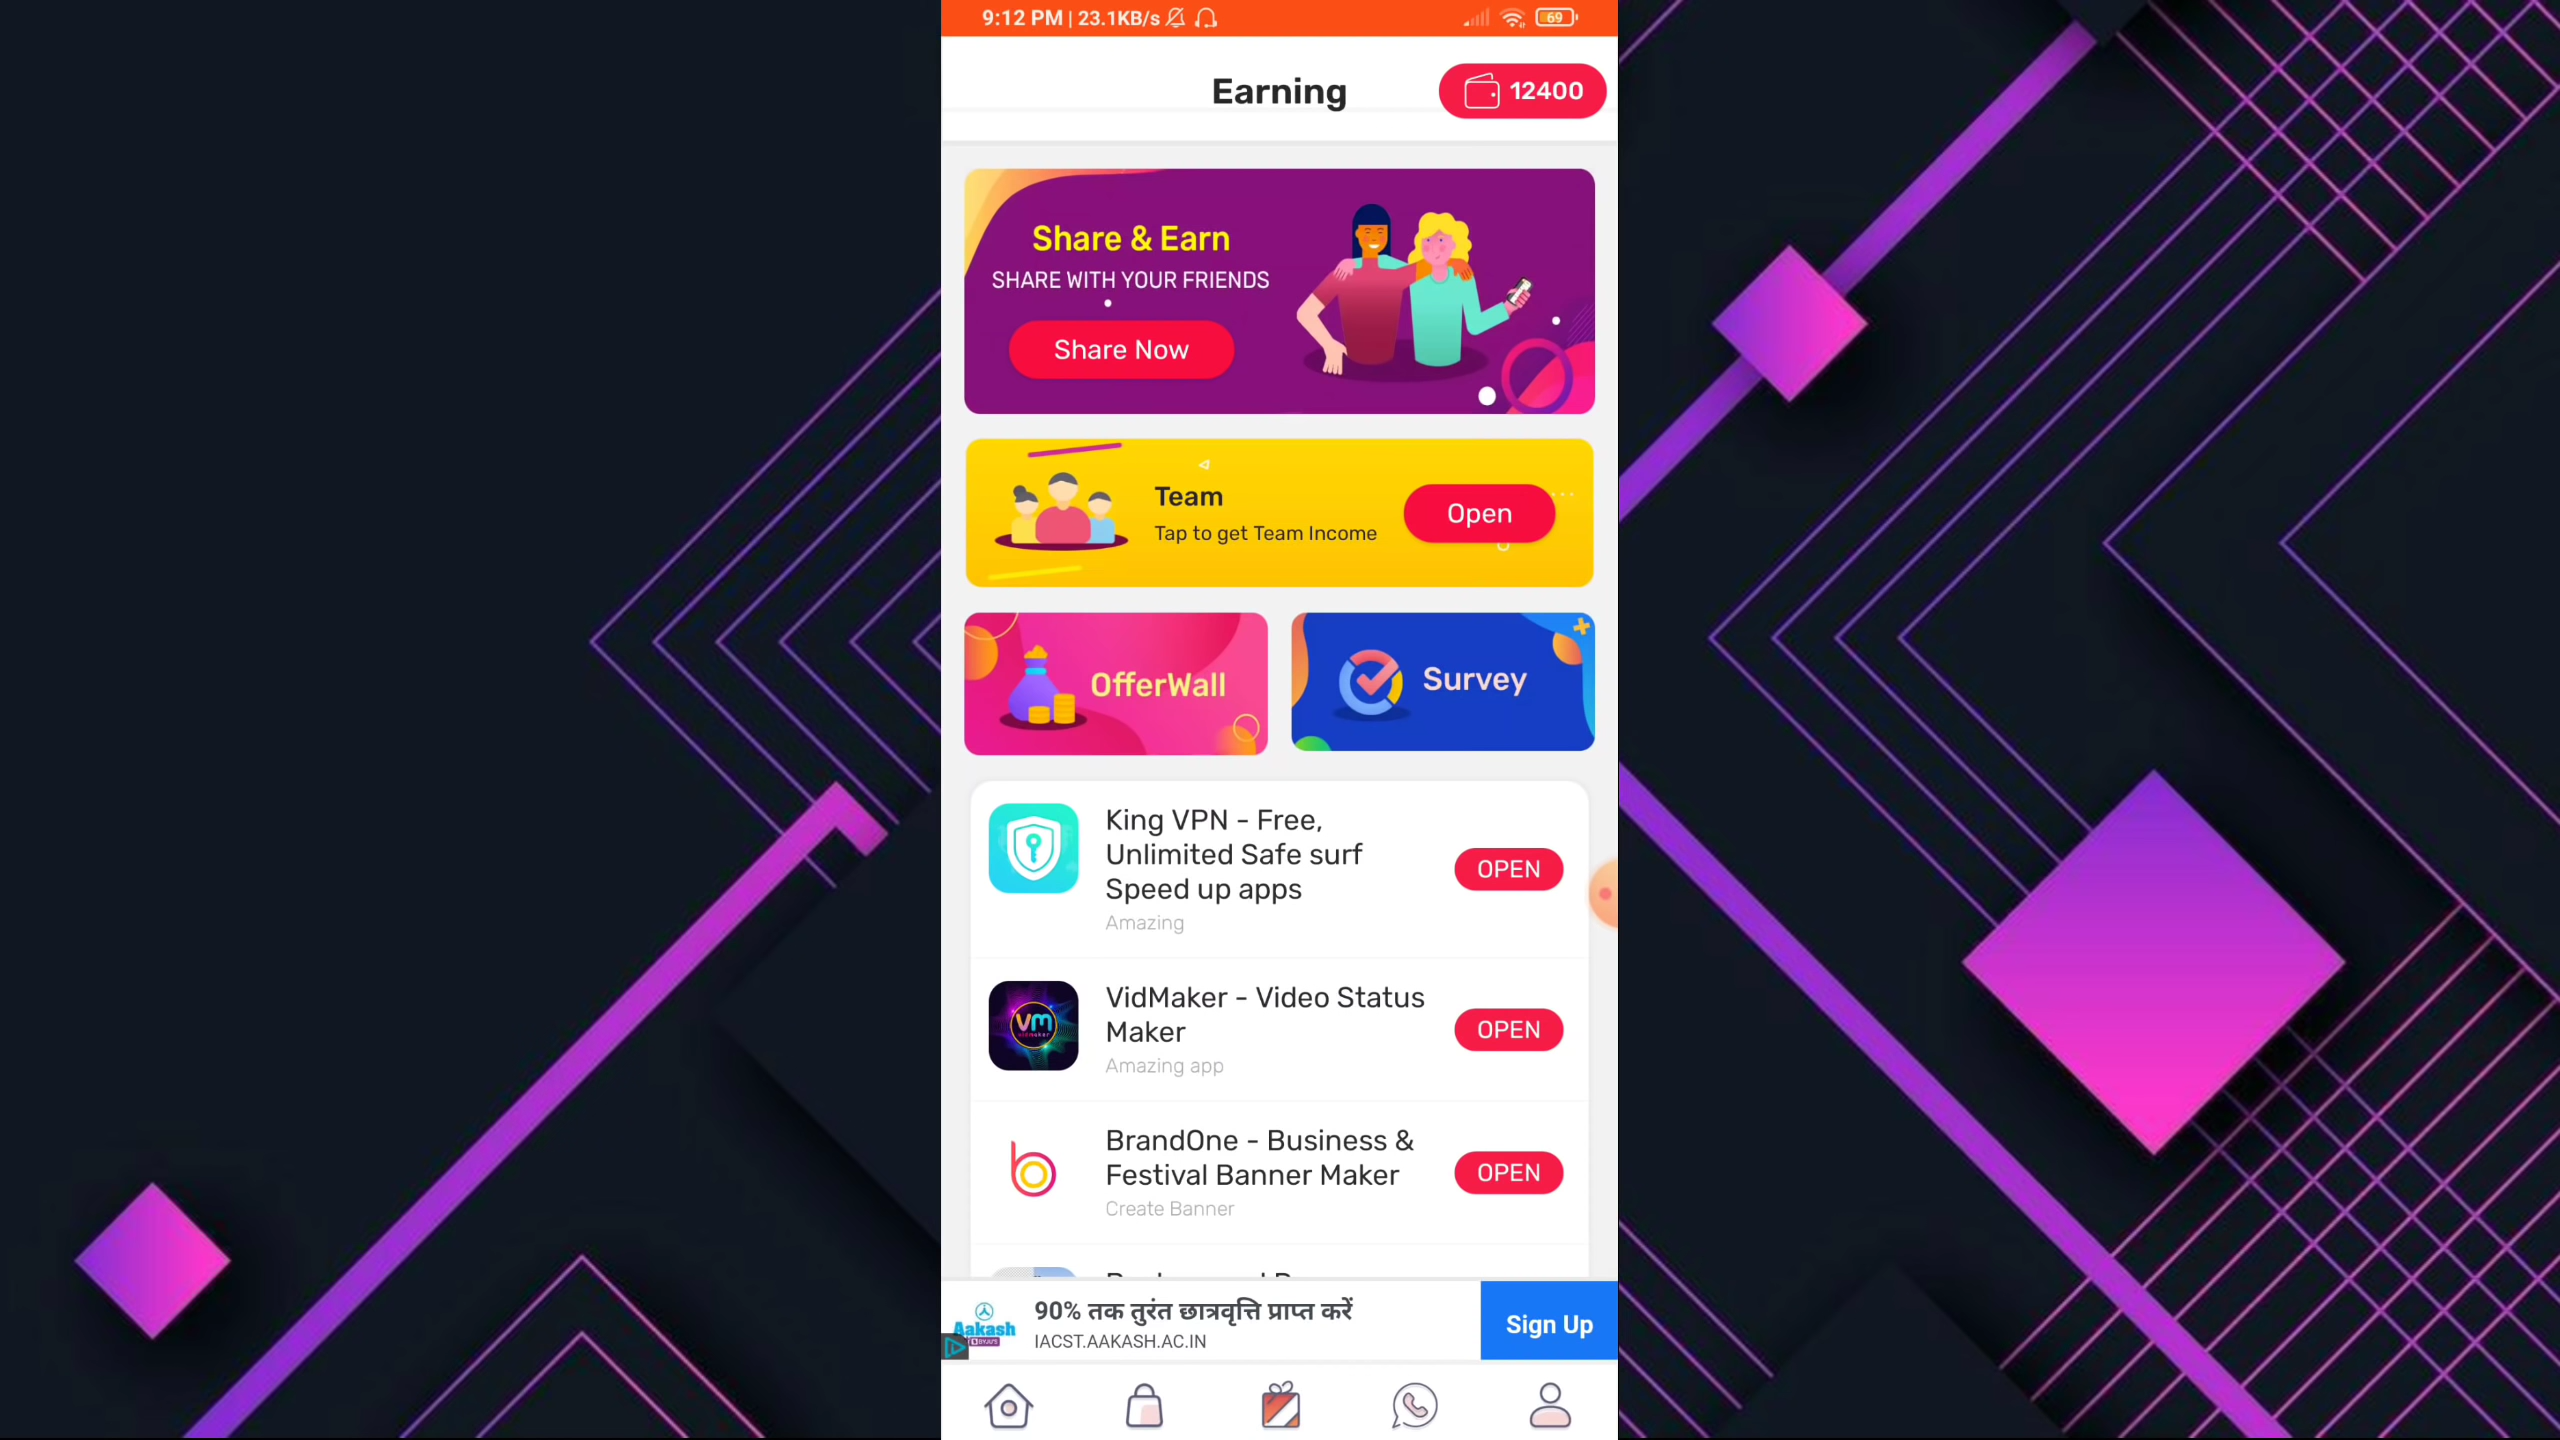 9:12 PM | 23.1KB/s
69
Earning
12400
Share & Earn
SHARE WITH YOUR FRIENDS
Share Now
Team
Tap to get Team Income
Open
OfferWall
Survey
King VPN - Free,
Unlimited Safe surf
Speed up apps
Amazing
OPEN
VM
vidmaker
VidMaker - Video Status
Maker
Amazing app
OPEN
BrandOne - Business &
Festival Banner Maker
Create Banner
OPEN
Aakash
BYJU'S
90% तक तुरंत छात्रवृत्ति प्राप्त करें
IACST.AAKASH.AC.IN
Sign Up